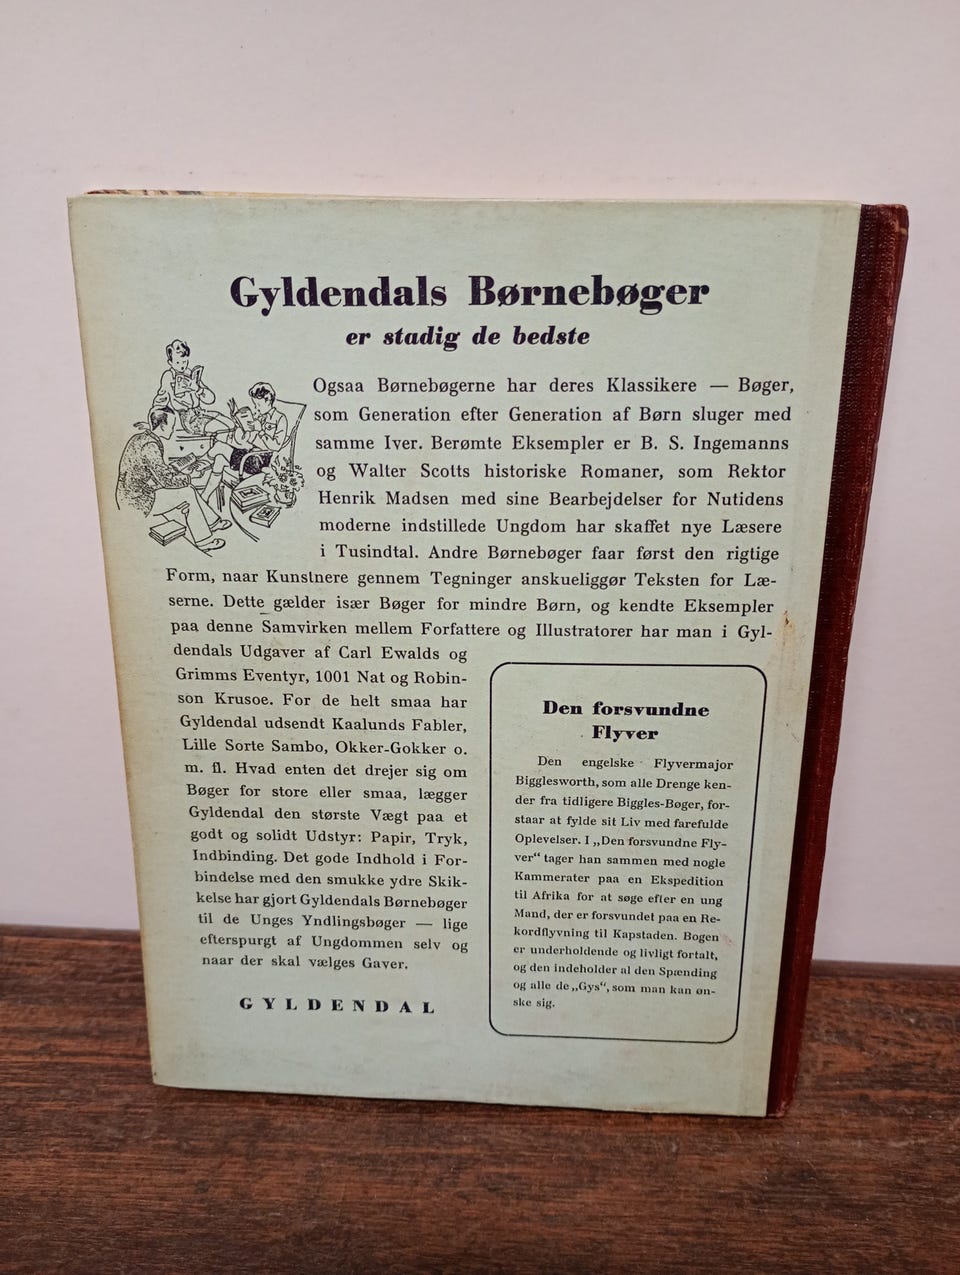 Gyldendals Børnebøger
er stadig de bedste
Ogsaa Børnebøgerne har deres Klassikere — Bøger,
som Generation efter Generation af Børn sluger med
samme Iver. Berømte Eksempler er B. S. Ingemanns
og Walter Scotts historiske Romaner, som Rektor
Henrik Madsen med sine Bearbejdelser for Nutidens
moderne indstillede Ungdom har skaffet nye Læsere
i Tusindtal. Andre Børnebøger faar først den rigtige
Form, naar Kunstnere gennem Tegninger anskueliggør Teksten for Læ-
serne. Dette gælder især Bøger for mindre Børn, og kendte Eksempler
paa denne Samvirken mellem Forfattere og Illustratorer har man i Gyl-
dendals Udgaver af Carl Ewalds og
Grimms Eventyr, 1001 Nat og Robin-
son Krusoe. For de helt smaa har
Gyldendal udsendt Kaalunds Fabler,
Lille Sorte Sambo, Okker-Gokker o.
m. fl. Hvad enten det drejer sig om
Bøger for store eller smaa, lægger
Gyldendal den største Vægt paa et
godt og solidt Udstyr: Papir, Tryk,
Indbinding. Det gode Indhold i For-
bindelse med den smukke ydre Skik-
kelse har gjort Gyldendals Børnebøger
til de Unges Yndlingsbøger — lige
efterspurgt af Ungdommen selv og
naar der skal vælges Gaver.
GYLDENDAL
Den forsvundne
Flyver
Den engelske Flyvermajor
Bigglesworth, som alle Drenge ken-
der fra tidligere Biggles-Bøger, for-
staar at fylde sit Liv med farefulde
Oplevelser. I „Den forsvundne Fly-
ver“ tager han sammen med nogle
Kammerater paa en Ekspedition
til Afrika for at søge efter en ung
Mand, der er forsvundet paa en Re-
kordflyvning til Kapstaden. Bogen
er underholdende og livligt fortalt,
og den indeholder al den Spænding
og alle de „Gys“, som man kan øn-
ske sig.